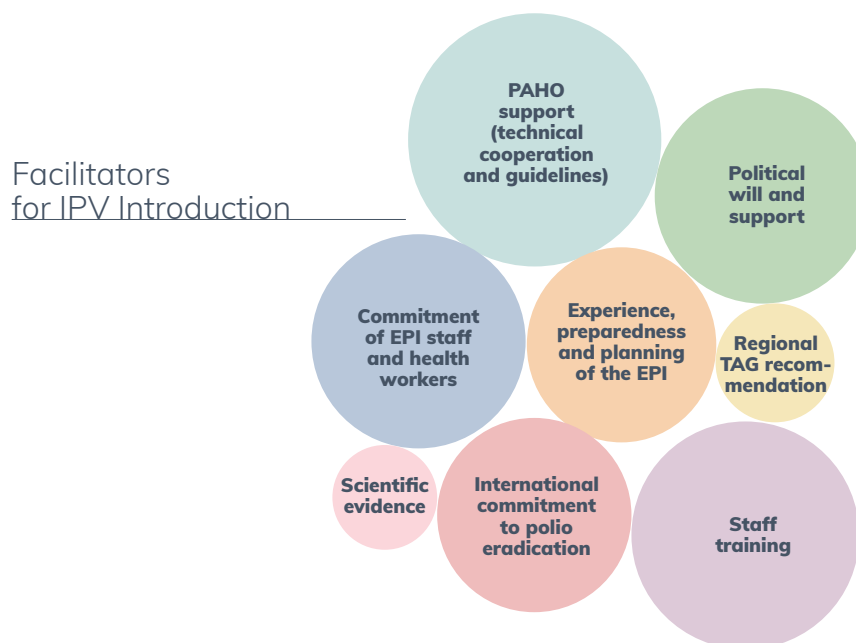 Facilitators
for IPV Introduction
PAHO
support
(technical
cooperation
and guidelines)
Political
will and
support
Commitment
of EPI staff
and health
workers
Experience,
preparedness
and planning
of the EPI
Regional
TAG recom-
mendation
Scientific
evidence
International
commitment
to polio
eradication
Staff
training